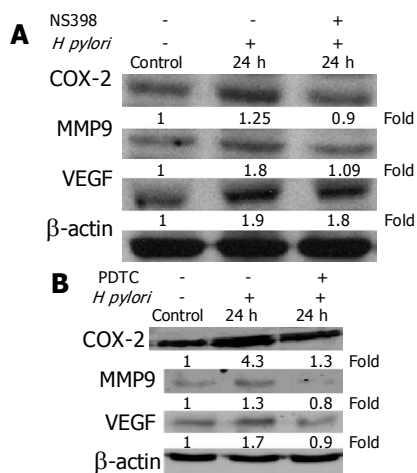 NS398 - - +
A H pylori - + +
Control 24 h 24 h
COX-2
1 1.25 0.9 Fold
MMP9
1 1.8 1.09 Fold
VEGF
1 1.9 1.8 Fold
β-actin
PDTC - - +
B H pylori - + +
Control 24 h 24 h
COX-2
1 4.3 1.3 Fold
MMP9
1 1.3 0.8 Fold
VEGF
1 1.7 0.9 Fold
β-actin